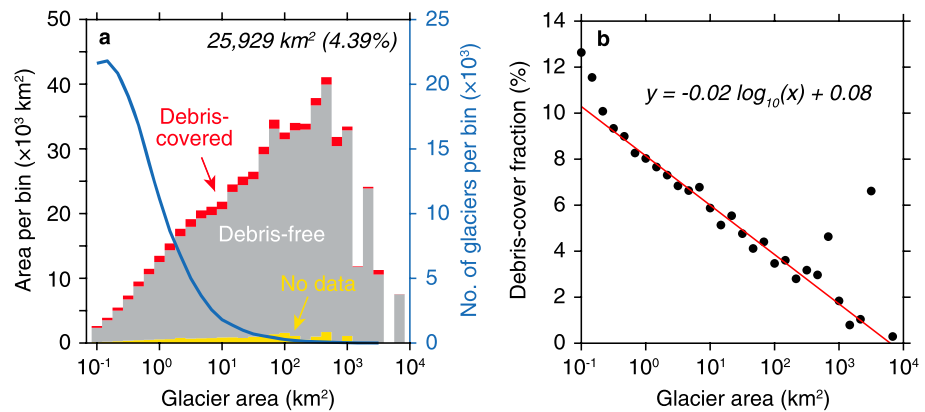 a
25,929 km² (4.39%)
Debris-
covered
Debris-free
No data
Area per bin (×10³ km²)
50
40
30
20
10
0
No. of glaciers per bin (×10³)
25
20
15
10
5
0
10⁻¹ 10⁰ 10¹ 10² 10³ 10⁴
Glacier area (km²)
b
y = -0.02 log₁₀(x) + 0.08
Debris-cover fraction (%)
14
12
10
8
6
4
2
0
10⁻¹ 10⁰ 10¹ 10² 10³ 10⁴
Glacier area (km²)